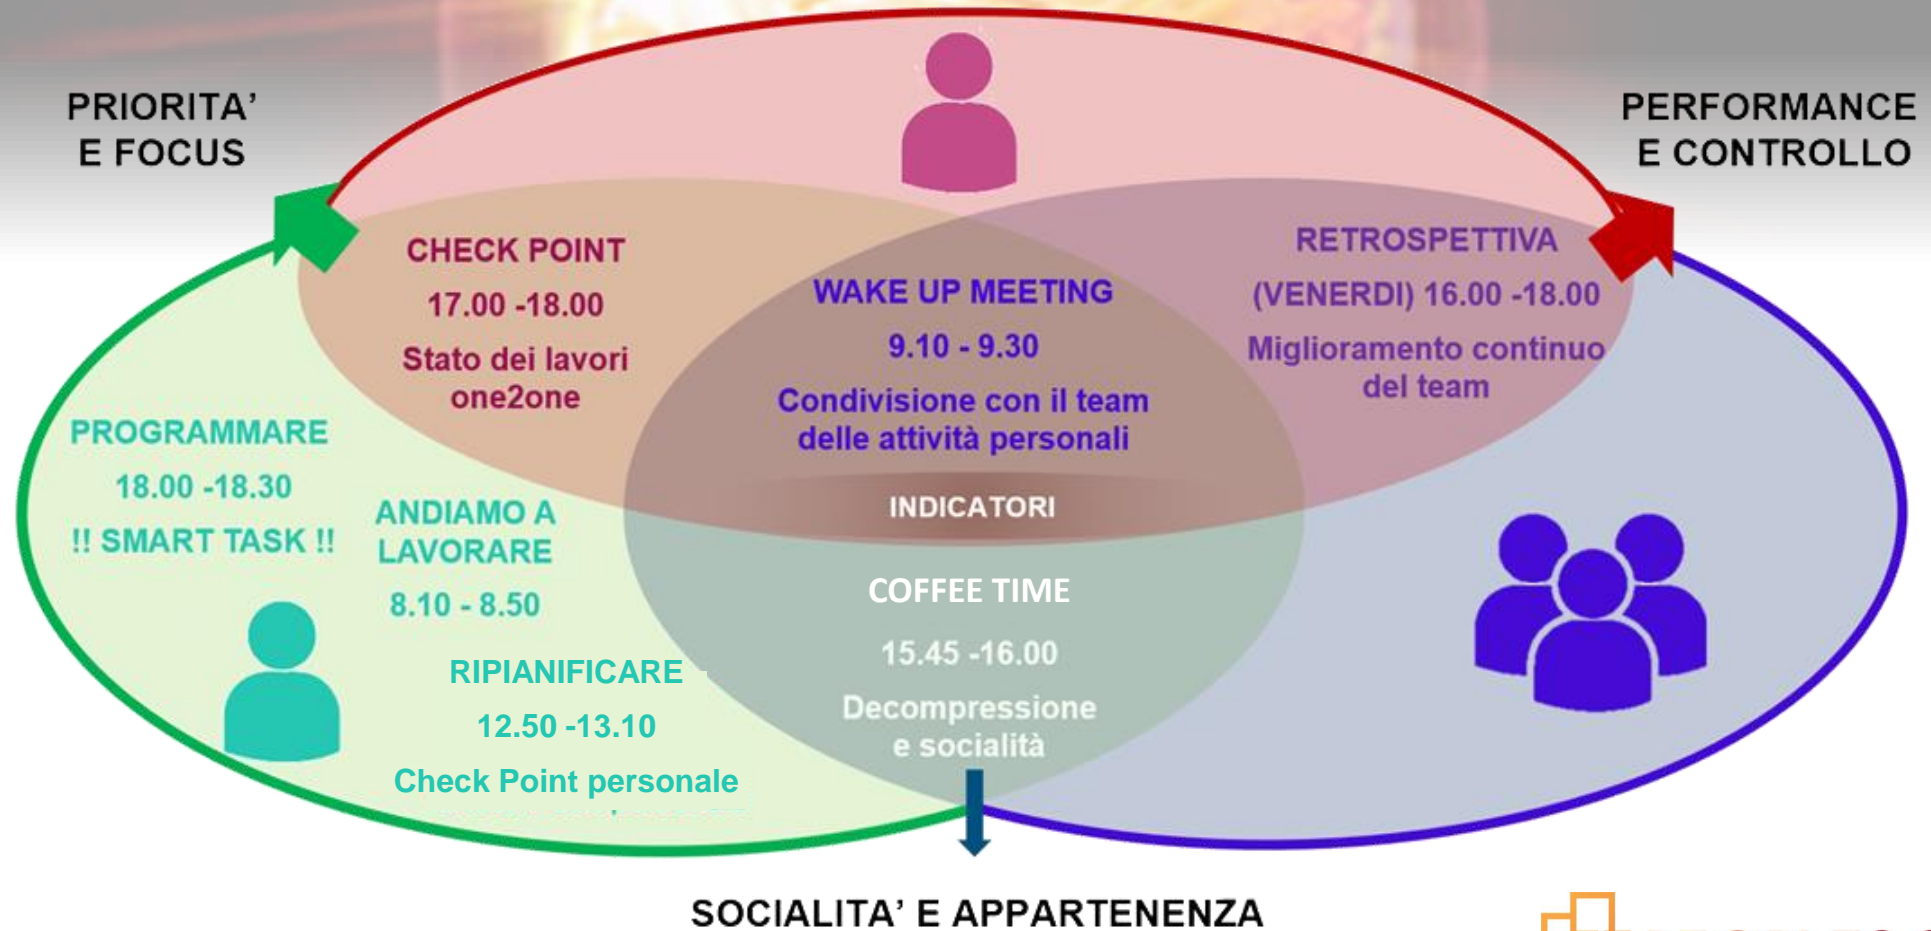 PRIORITA’
E FOCUS
PERFORMANCE
E CONTROLLO
CHECK POINT
17.00 -18.00
Stato dei lavori
one2one
WAKE UP MEETING
9.10 - 9.30
Condivisione con il team
delle attività personali
RETROSPETTIVA
(VENERDI) 16.00 -18.00
Miglioramento continuo
del team
PROGRAMMARE
18.00 -18.30
!! SMART TASK !!
ANDIAMO A
LAVORARE
8.10 - 8.50
INDICATORI
COFFEE TIME
15.45 -16.00
Decompressione
e socialità
RIPIANIFICARE
12.50 -13.10
Check Point personale
SOCIALITA’ E APPARTENENZA